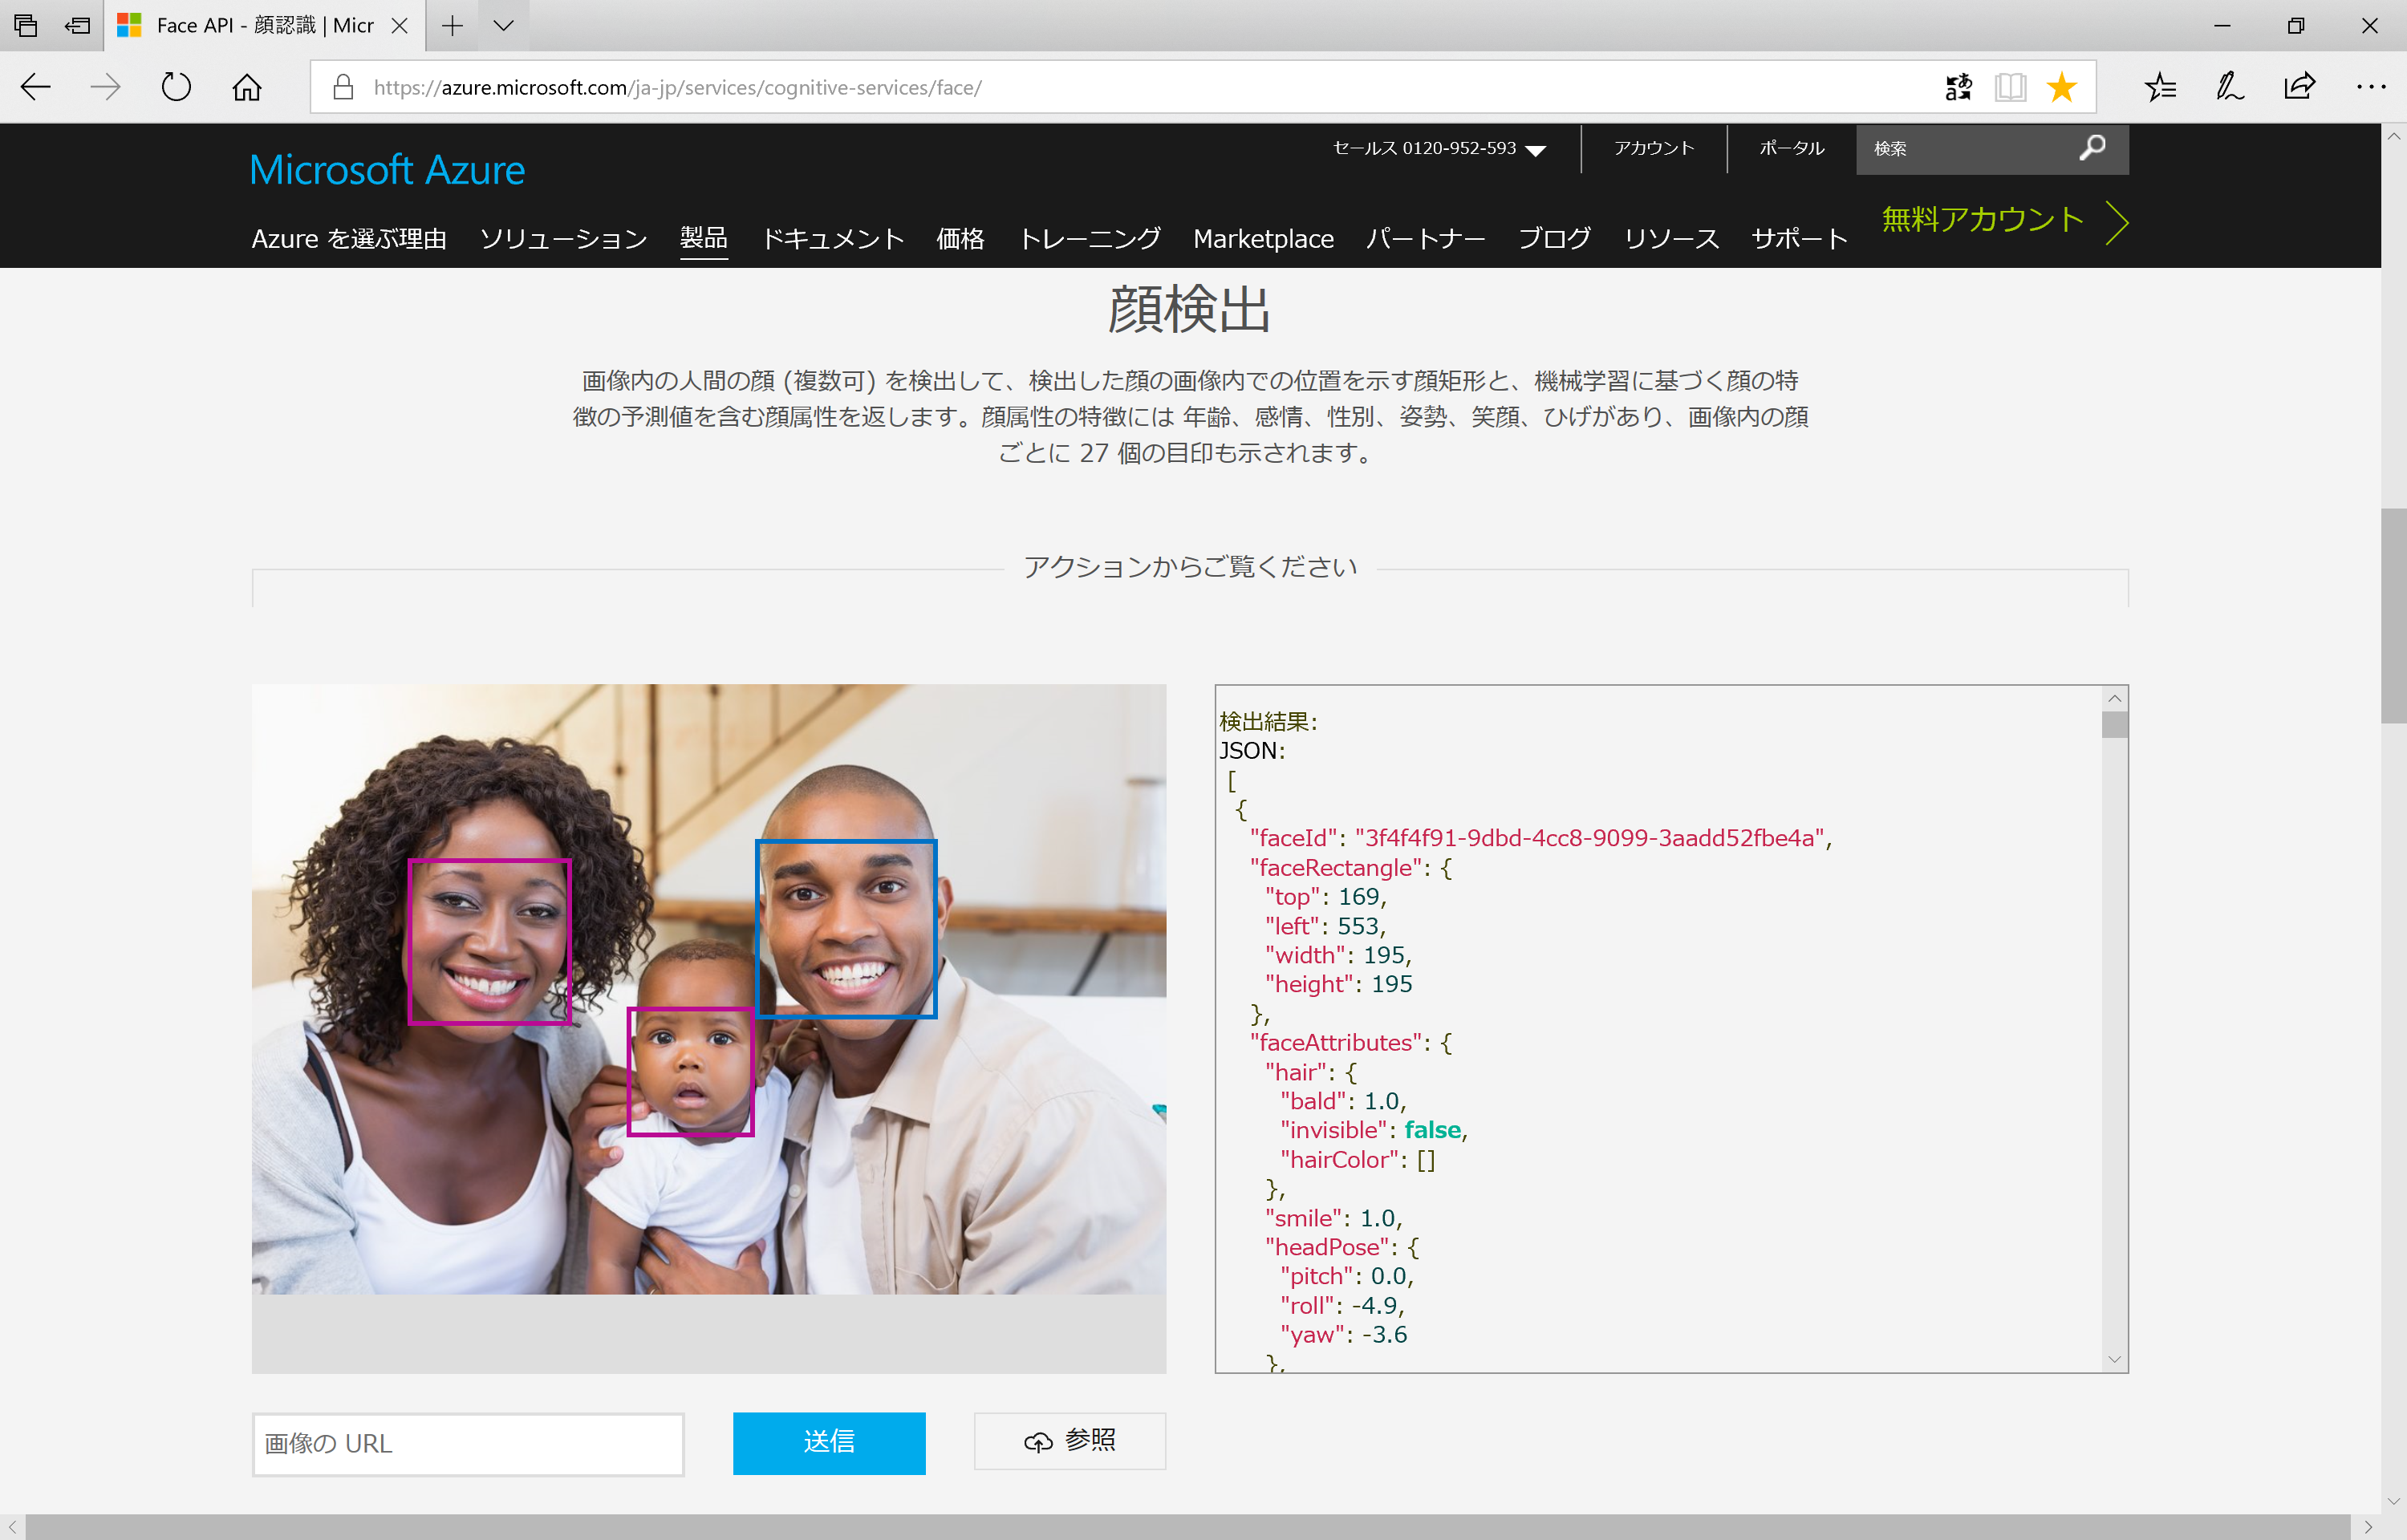 Face API - 顔認識 | Micr
https://azure.microsoft.com/ja-jp/services/cognitive-services/face/
セールス 0120-952-593
アカウント
ポータル
検索
Microsoft Azure
無料アカウント
Azure を選ぶ理由 ソリューション 製品 ドキュメント 価格 トレーニング Marketplace パートナー ブログ リソース サポート
顔検出
画像内の人間の顔 (複数可) を検出して、検出した顔の画像内での位置を示す顔矩形と、機械学習に基づく顔の特
徴の予測値を含む顔属性を返します。顔属性の特徴には 年齢、感情、性別、姿勢、笑顔、ひげがあり、画像内の顔
ごとに 27 個の目印も示されます。
アクションからご覧ください
検出結果:
JSON:
[
{
"faceId": "3f4f4f91-9dbd-4cc8-9099-3aadd52fbe4a",
"faceRectangle": {
"top": 169,
"left": 553,
"width": 195,
"height": 195
},
"faceAttributes": {
"hair": {
"bald": 1.0,
"invisible": false,
"hairColor": []
},
"smile": 1.0,
"headPose": {
"pitch": 0.0,
"roll": -4.9,
"yaw": -3.6
},
画像の URL
送信
参照